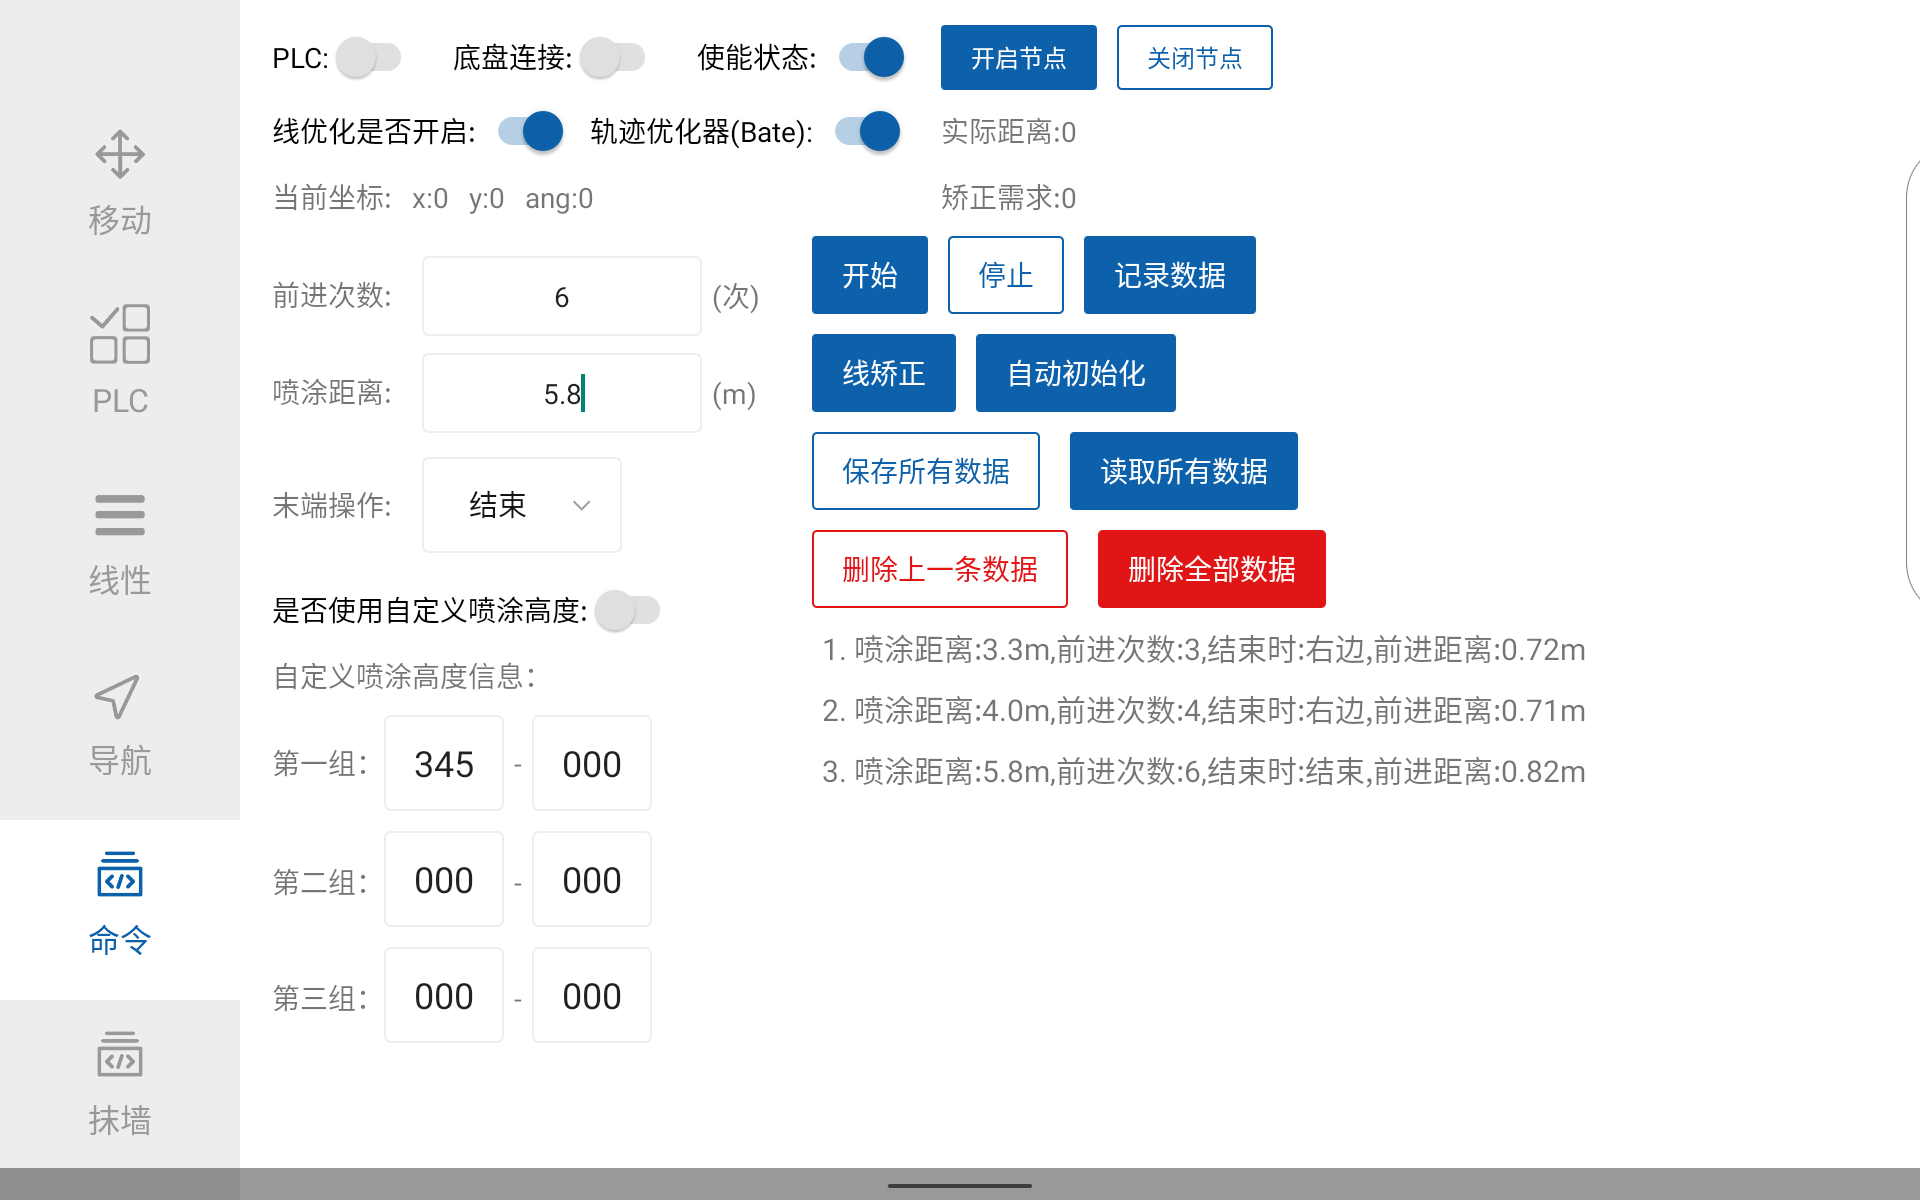 移动
PLC
线性
导航
命令
抹墙
PLC: 底盘连接: 使能状态: 开启节点 关闭节点
线优化是否开启: 轨迹优化器(Bate): 实际距离:0
当前坐标: x:0 y:0 ang:0 矫正需求:0
前进次数: 6 (次)
喷涂距离: 5.8 (m)
末端操作: 结束
是否使用自定义喷涂高度:
自定义喷涂高度信息：
第一组： 345 - 000
第二组： 000 - 000
第三组： 000 - 000
开始 停止 记录数据
线矫正 自动初始化
保存所有数据 读取所有数据
删除上一条数据 删除全部数据
1. 喷涂距离:3.3m,前进次数:3,结束时:右边,前进距离:0.72m
2. 喷涂距离:4.0m,前进次数:4,结束时:右边,前进距离:0.71m
3. 喷涂距离:5.8m,前进次数:6,结束时:结束,前进距离:0.82m